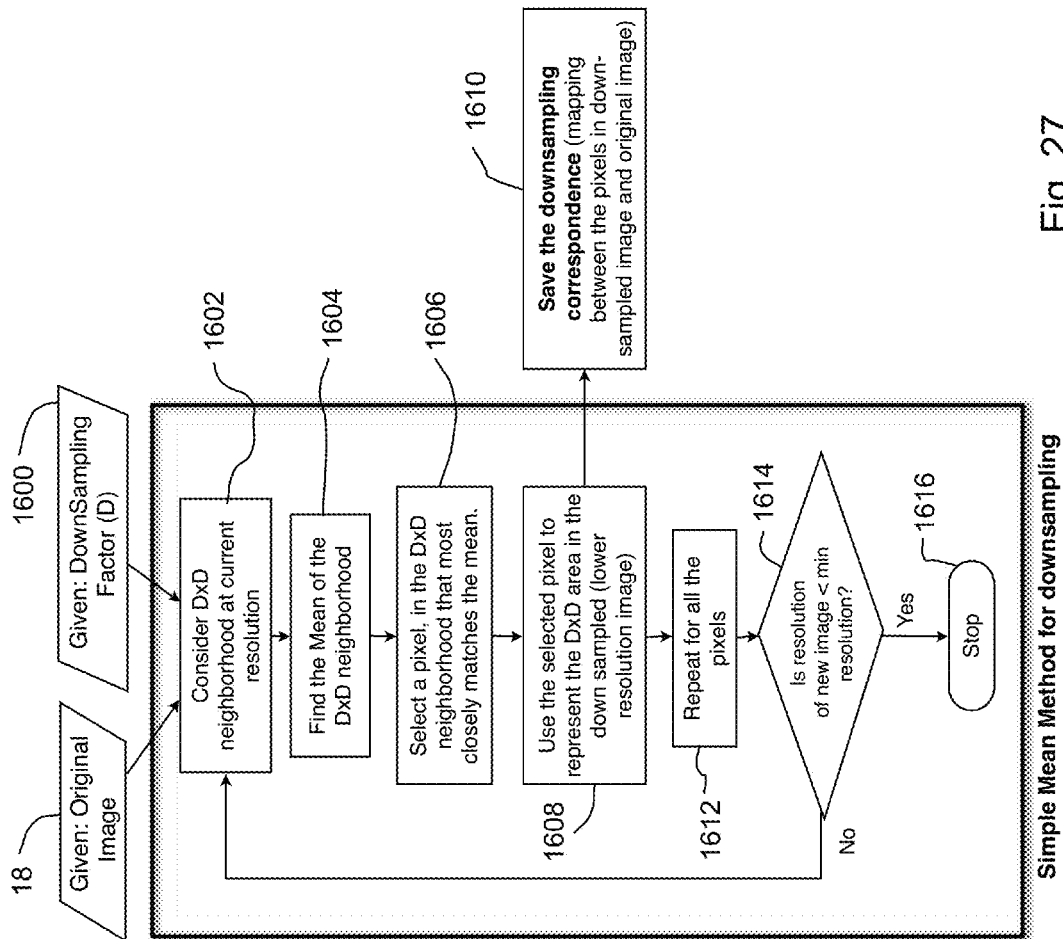 18
Given: Original
Image
1600
Given: DownSampling
Factor (D)
Consider DxD
neighborhood at current
resolution
1602
Find the Mean of the
DxD neighborhood
1604
Select a pixel, in the DxD
neighborhood that most
closely matches the mean.
1606
Use the selected pixel to
represent the DxD area in the
down sampled (lower
resolution image)
1608
Save the downsampling
correspondence (mapping
between the pixels in down-
sampled image and original image)
1610
Repeat for all the
pixels
1612
Is resolution
of new image < min
resolution?
1614
No
Yes
Stop
1616
Simple Mean Method for downsampling
Fig. 27